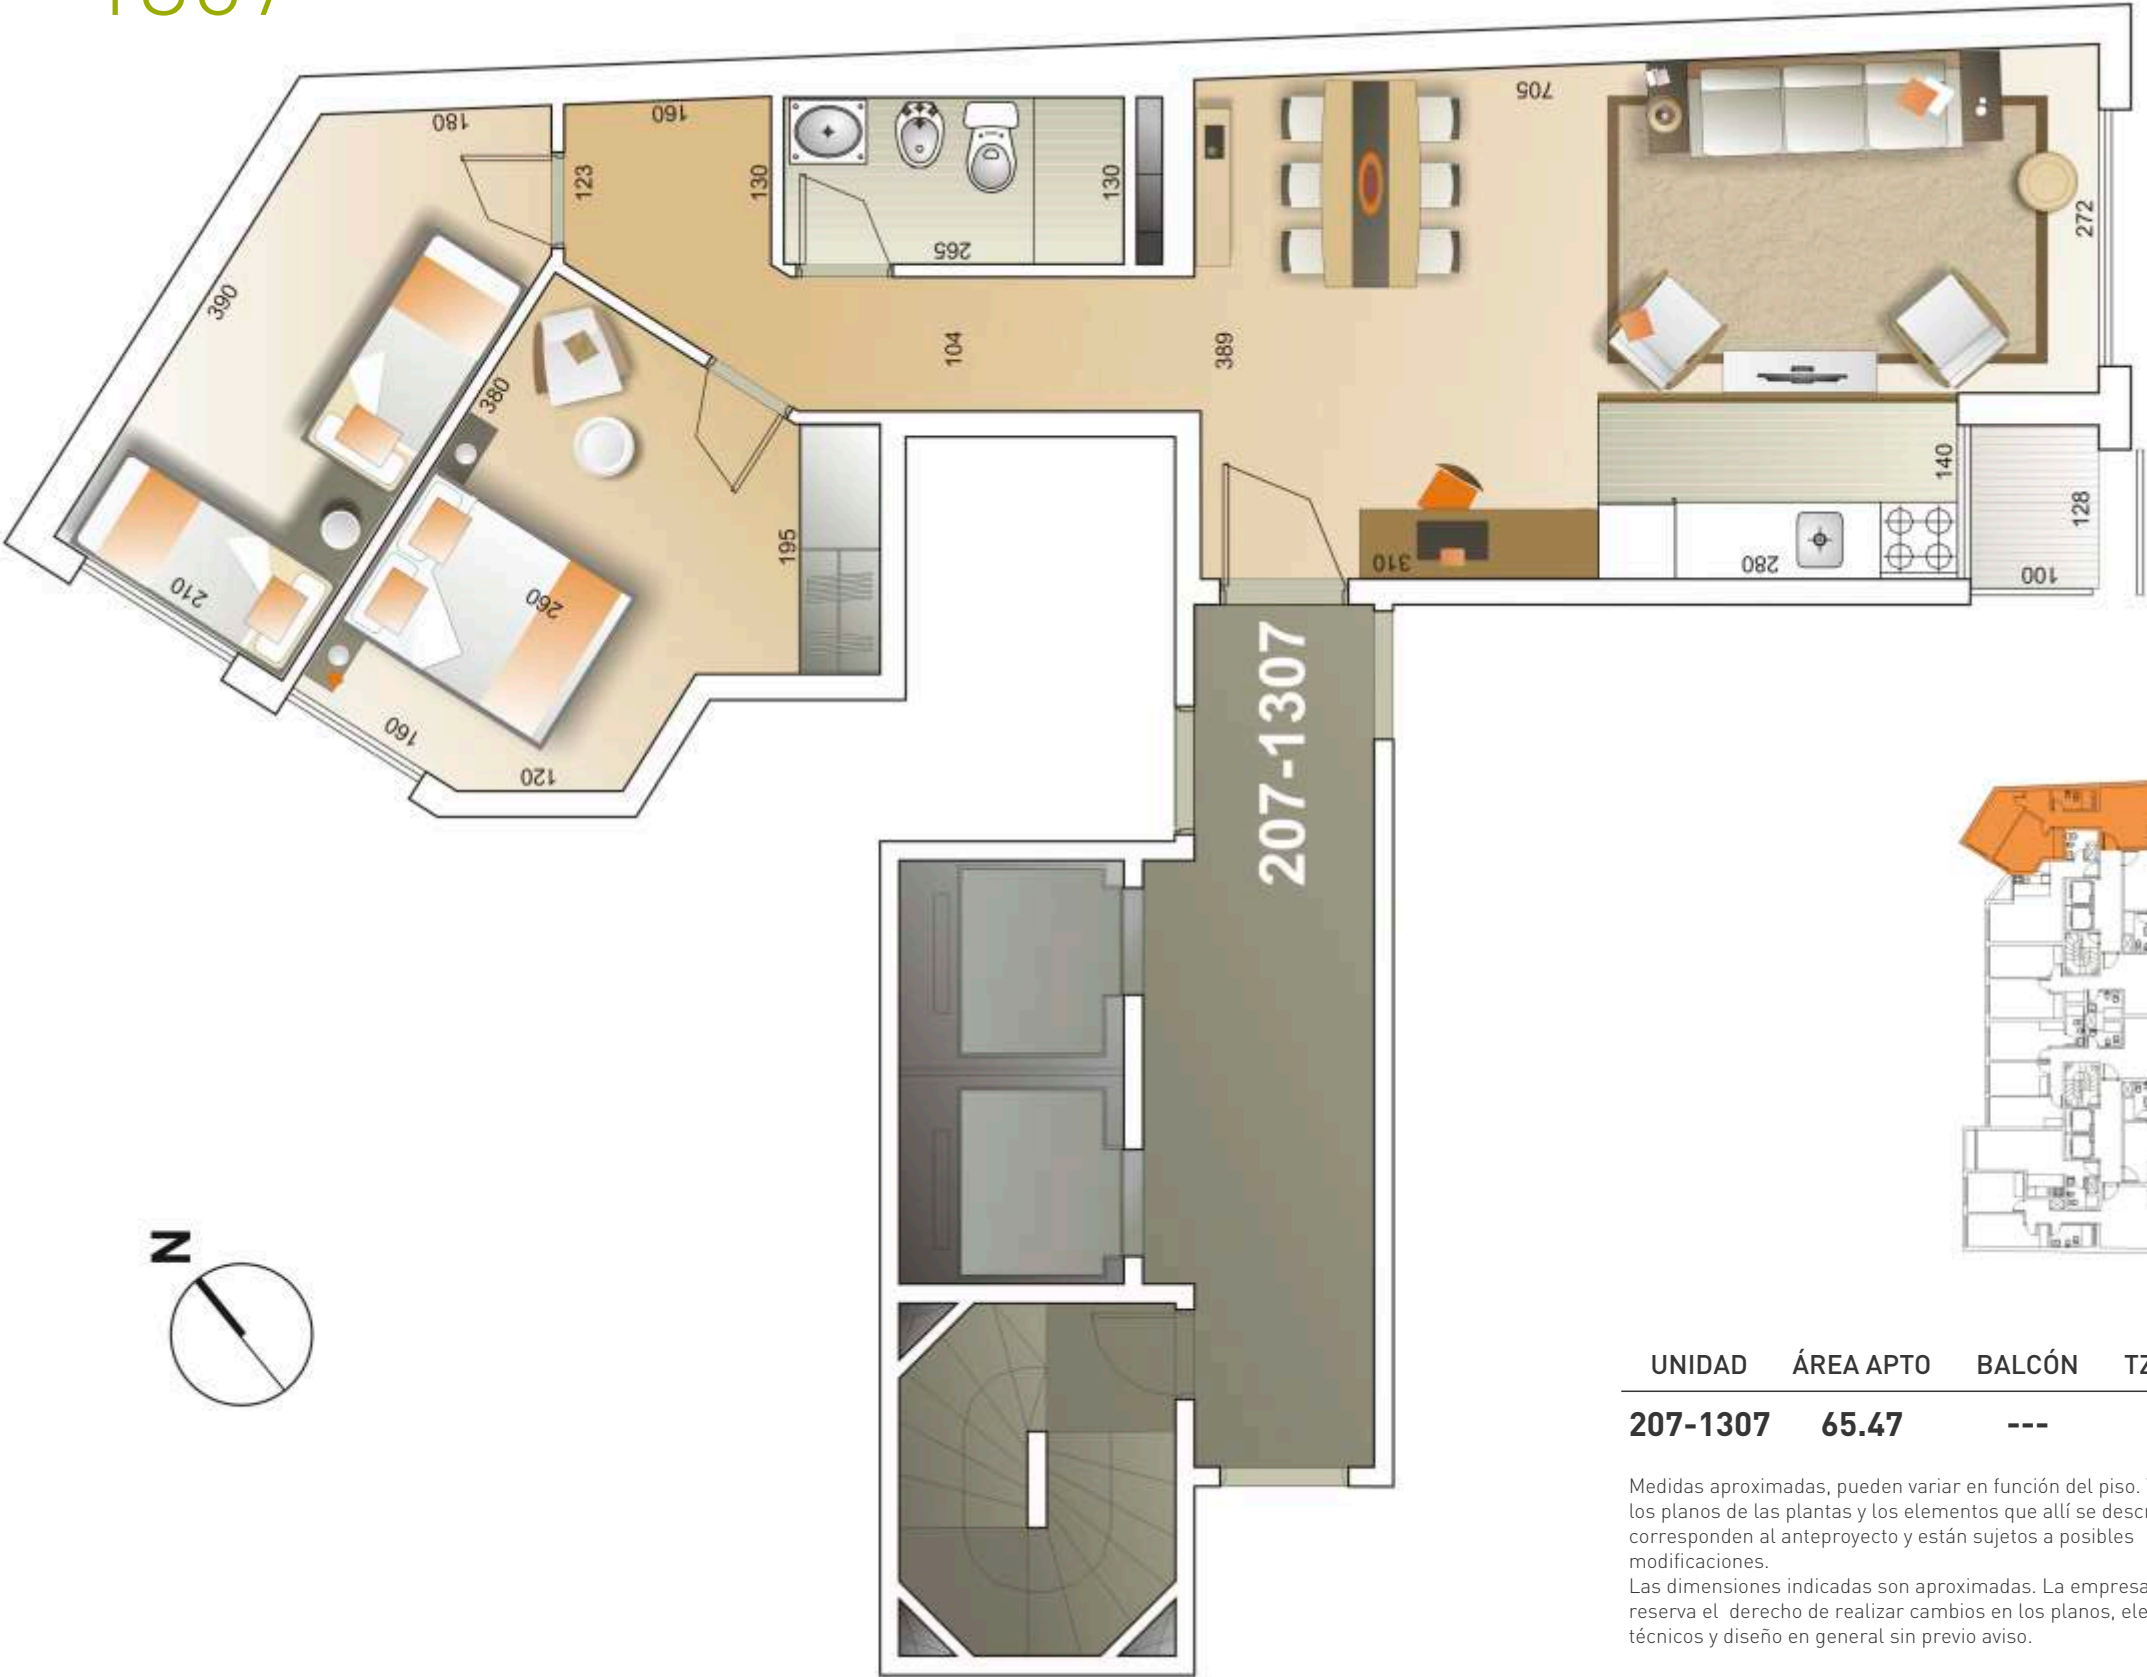 180
160
705
123
130
130
272
390
265
104
389
380
140
128
195
310
280
100
210
260
160
120
207-1307
N
UNIDAD ÁREA APTO BALCÓN
207-1307 65.47 ---
Medidas aproximadas, pueden variar en función del piso.
los planos de las plantas y los elementos que allí se
corresponden al anteproyecto y están sujetos a posibles
modificaciones.
Las dimensiones indicadas son aproximadas. La empresa
reserva el derecho de realizar cambios en los planos,
técnicos y diseño en general sin previo aviso.